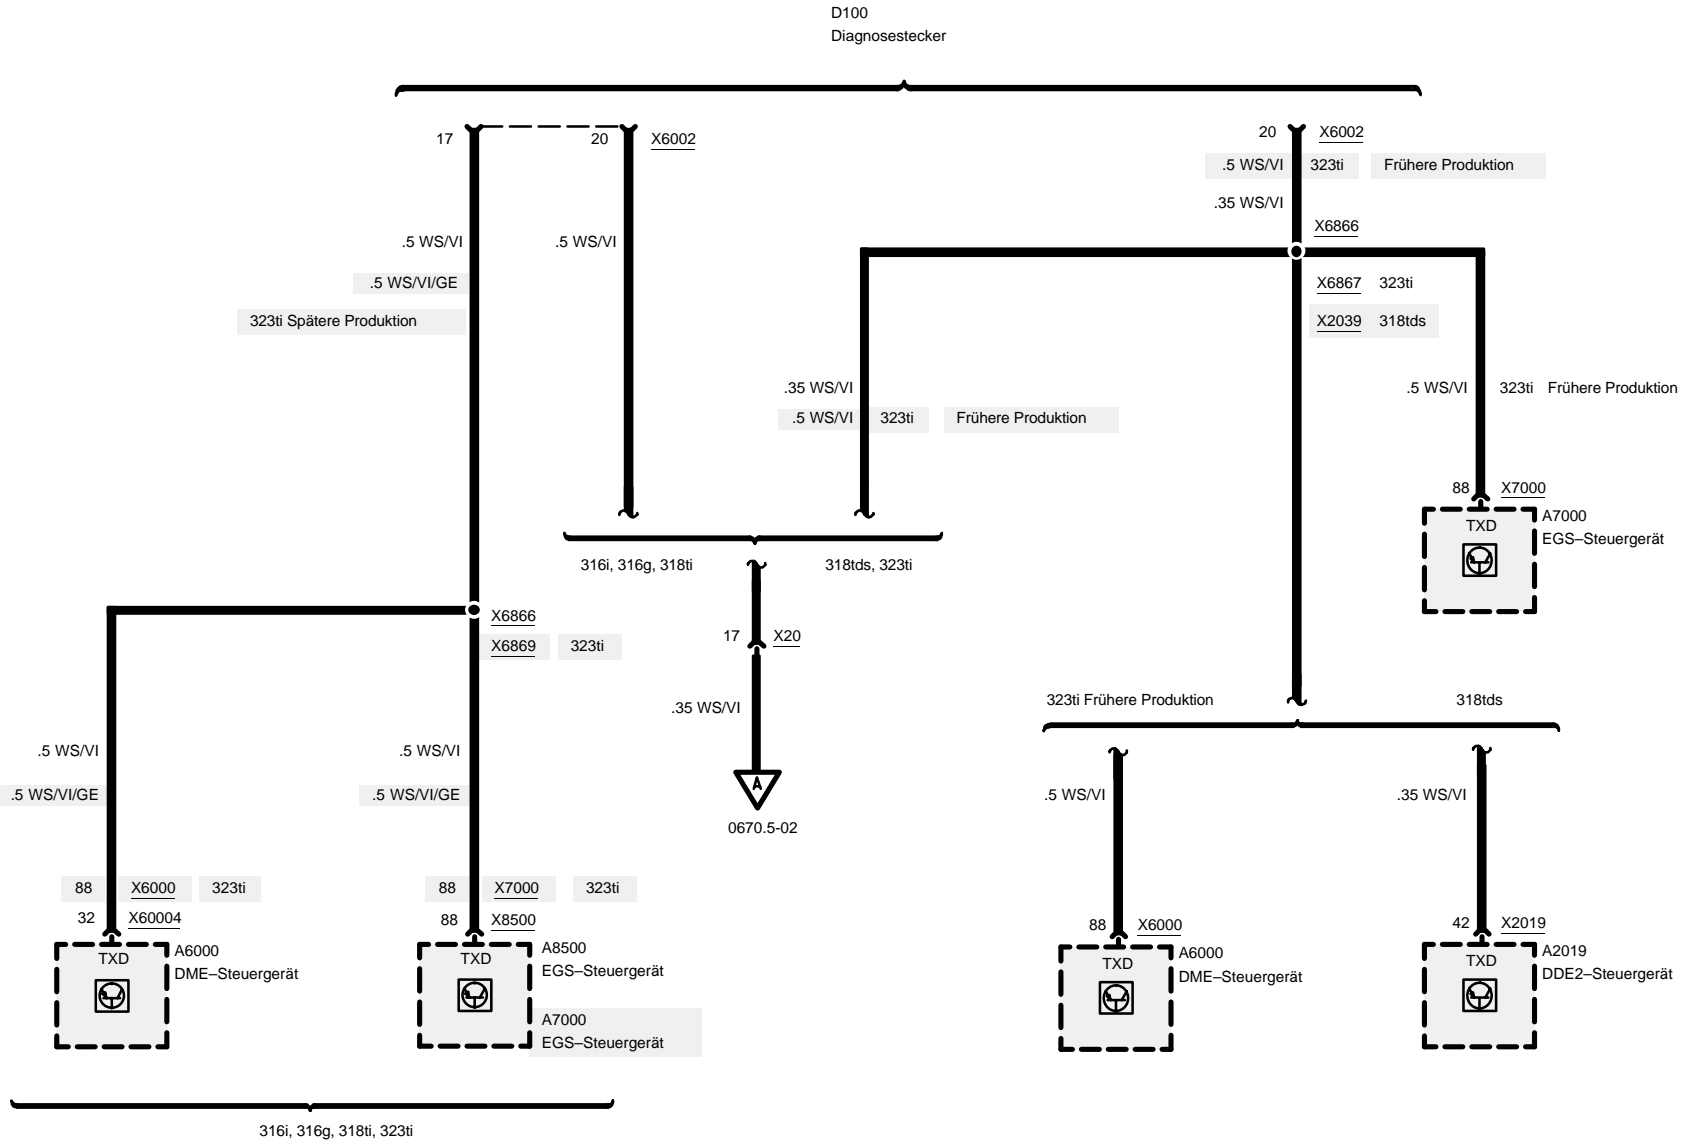 D100
Diagnosestecker
17
20 X6002
20 X6002
.5 WS/VI 323ti Frühere Produktion
.35 WS/VI
X6866
.5 WS/VI
.5 WS/VI
.5 WS/VI/GE
X6867 323ti
323ti Spätere Produktion
X2039 318tds
.35 WS/VI
.5 WS/VI 323ti Frühere Produktion
.5 WS/VI 323ti Frühere Produktion
88 X7000
TXD
A7000
EGS–Steuergerät
316i, 316g, 318ti
318tds, 323ti
X6866
X6869 323ti
17 X20
.35 WS/VI
A
0670.5-02
323ti Frühere Produktion
318tds
.5 WS/VI
.5 WS/VI
.5 WS/VI/GE
.5 WS/VI/GE
.5 WS/VI
.35 WS/VI
88 X6000 323ti
32 X60004
TXD
A6000
DME–Steuergerät
88 X7000 323ti
88 X8500
TXD
A8500
EGS–Steuergerät
A7000
EGS–Steuergerät
88 X6000
TXD
A6000
DME–Steuergerät
42 X2019
TXD
A2019
DDE2–Steuergerät
316i, 316g, 318ti, 323ti